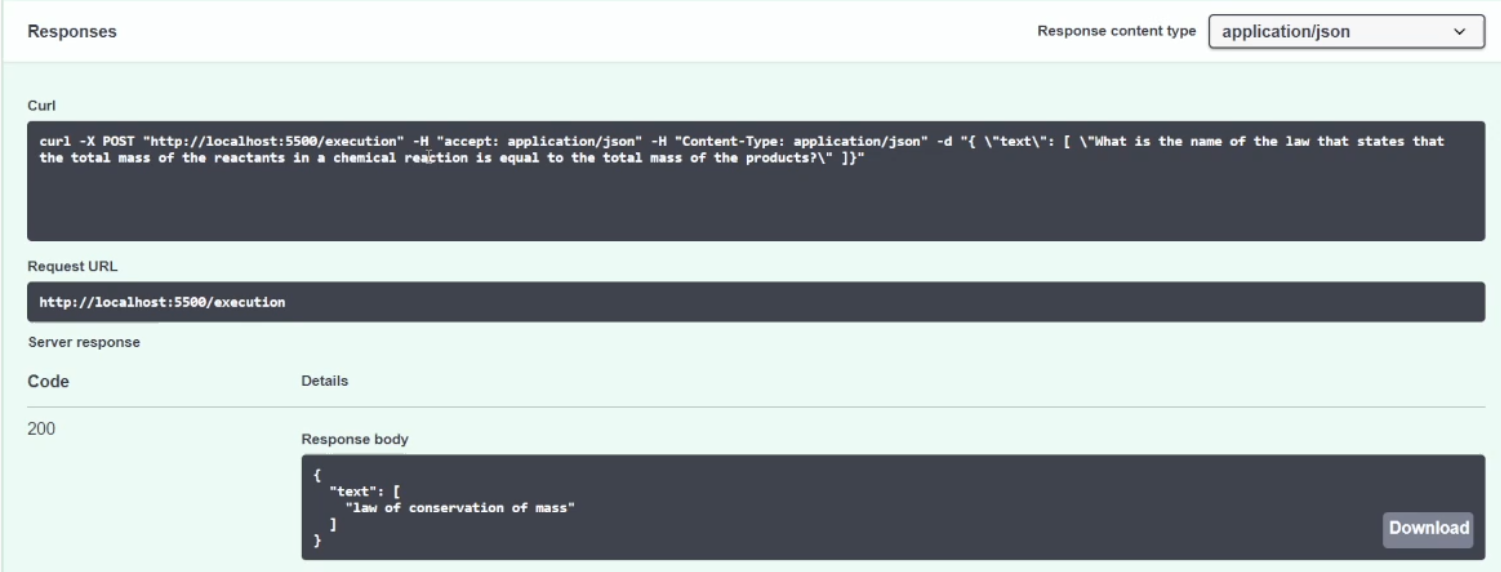 Responses
Response content type
application/json
Curl
curl -X POST "http://localhost:5500/execution" -H "accept: application/json" -H "Content-Type: application/json" -d "{ \"text\": [ \"What is the name of the law that states that
the total mass of the reactants in a chemical reaction is equal to the total mass of the products?\" ]}"
Request URL
http://localhost:5500/execution
Server response
Code
Details
200
Response body
{
"text": [
"law of conservation of mass"
]
}
Download